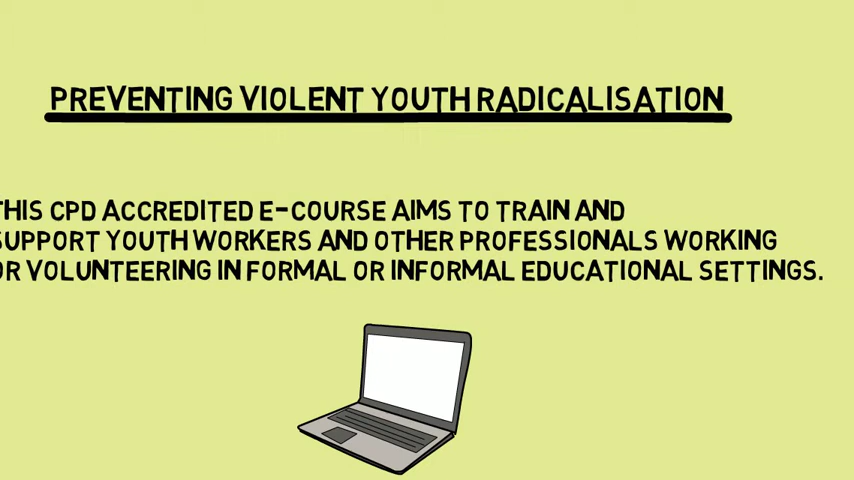 PREVENTING VIOLENT YOUTH RADICALISATION
THIS CPD ACCREDITED E-COURSE AIMS TO TRAIN AND
SUPPORT YOUTH WORKERS AND OTHER PROFESSIONALS WORKING
OR VOLUNTEERING IN FORMAL OR INFORMAL EDUCATIONAL SETTINGS.